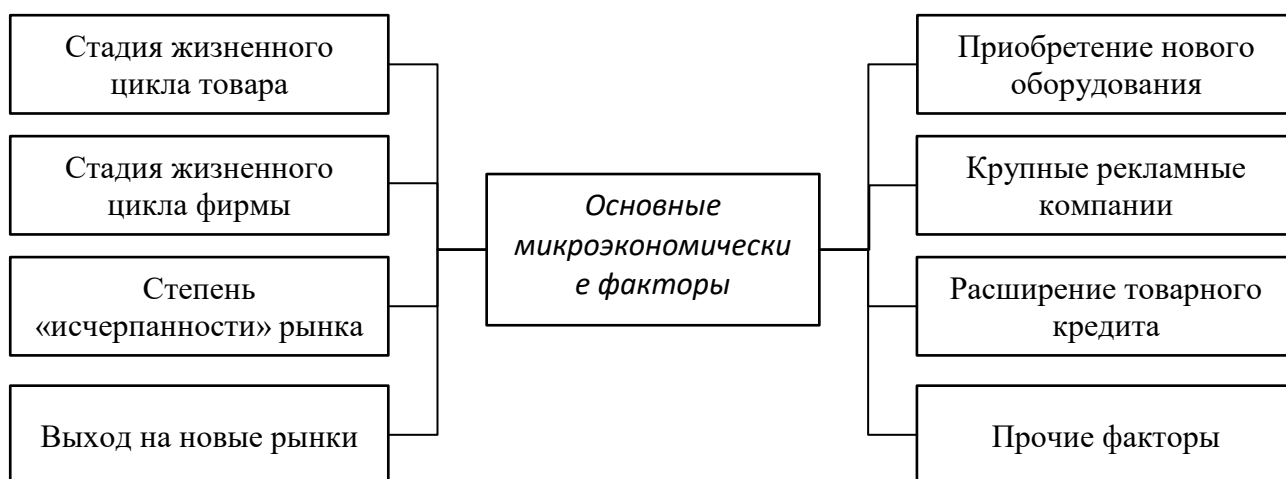 Стадия жизненного
цикла товара
Стадия жизненного
цикла фирмы
Степень
«исчерпанности» рынка
Выход на новые рынки
Основные
микроэкономически
е факторы
Приобретение нового
оборудования
Крупные рекламные
компании
Расширение товарного
кредита
Прочие факторы